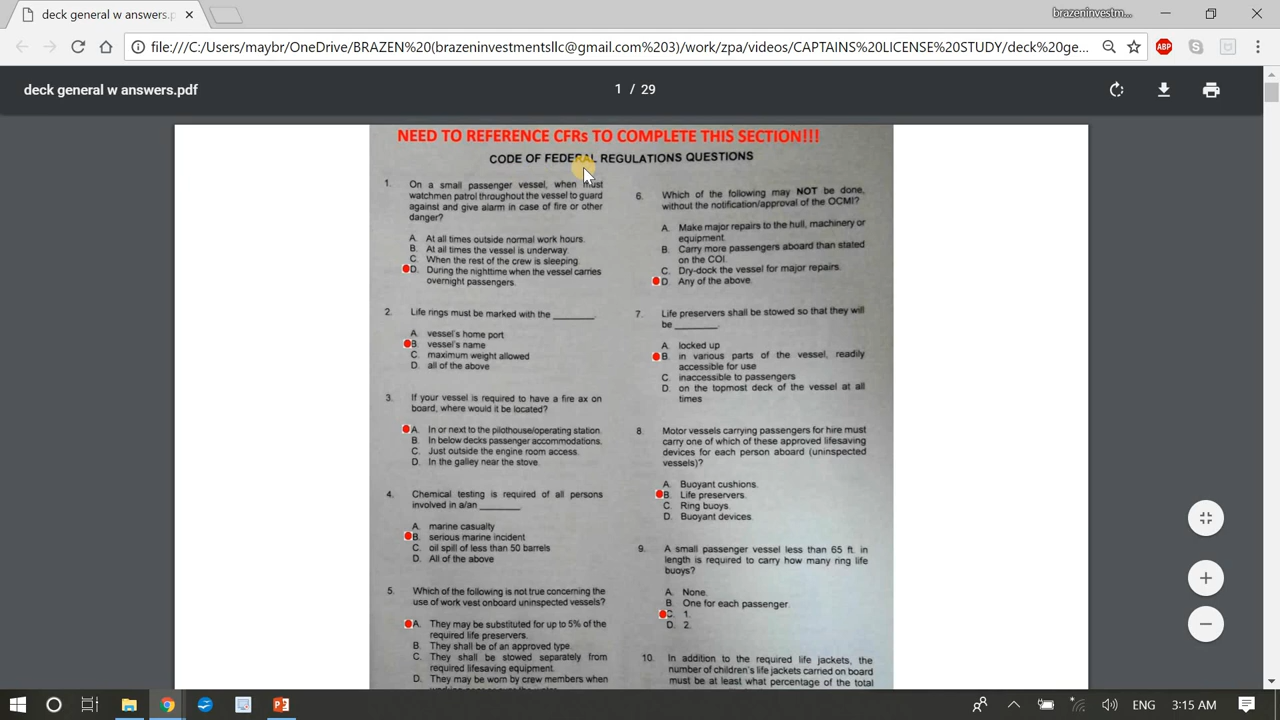 deck general w answers.p
brazeninvestm...
file:///C:/Users/maybr/OneDrive/BRAZEN%20(brazeninvestmentsllc@gmail.com%203)/work/zpa/videos/CAPTAINS%20LICENSE%20STUDY/deck%20ge...
ABP
deck general w answers.pdf
1 / 29
NEED TO REFERENCE CFRs TO COMPLETE THIS SECTION!!!
CODE OF FEDERAL REGULATIONS QUESTIONS
1. On a small passenger vessel, when must
watchmen patrol throughout the vessel to guard
against and give alarm in case of fire or other
danger?
A. At all times outside normal work hours.
B. At all times the vessel is underway.
C. When the rest of the crew is sleeping.
D. During the nighttime when the vessel carries
overnight passengers.
2. Life rings must be marked with the ________.
A. vessel's home port
B. vessel's name
C. maximum weight allowed
D. all of the above
3. If your vessel is required to have a fire ax on
board, where would it be located?
A. In or next to the pilothouse/operating station.
B. In below decks passenger accommodations.
C. Just outside the engine room access.
D. In the galley near the stove.
4. Chemical testing is required of all persons
involved in a/an ________
A. marine casualty
B. serious marine incident
C. oil spill of less than 50 barrels
D. All of the above
5. Which of the following is not true concerning the
use of work vest onboard uninspected vessels?
A. They may be substituted for up to 5% of the
required life preservers.
B. They shall be of an approved type.
C. They shall be stowed separately from
required lifesaving equipment.
D. They may be worn by crew members when
6. Which of the following may NOT be done,
without the notification/approval of the OCMI?
A. Make major repairs to the hull, machinery or
equipment.
B. Carry more passengers aboard than stated
on the COI.
C. Dry-dock the vessel for major repairs.
D. Any of the above.
7. Life preservers shall be stowed so that they will
be ________.
A. locked up
B. in various parts of the vessel, readily
accessible for use
C. inaccessible to passengers
D. on the topmost deck of the vessel at all
times
8. Motor vessels carrying passengers for hire must
carry one of which of these approved lifesaving
devices for each person aboard (uninspected
vessels)?
A. Buoyant cushions.
B. Life preservers.
C. Ring buoys.
D. Buoyant devices.
9. A small passenger vessel less than 65 ft. in
length is required to carry how many ring life
buoys?
A. None.
B. One for each passenger.
C. 1.
D. 2.
10. In addition to the required life jackets, the
number of children's life jackets carried on board
must be at least what percentage of the total
ENG
3:15 AM